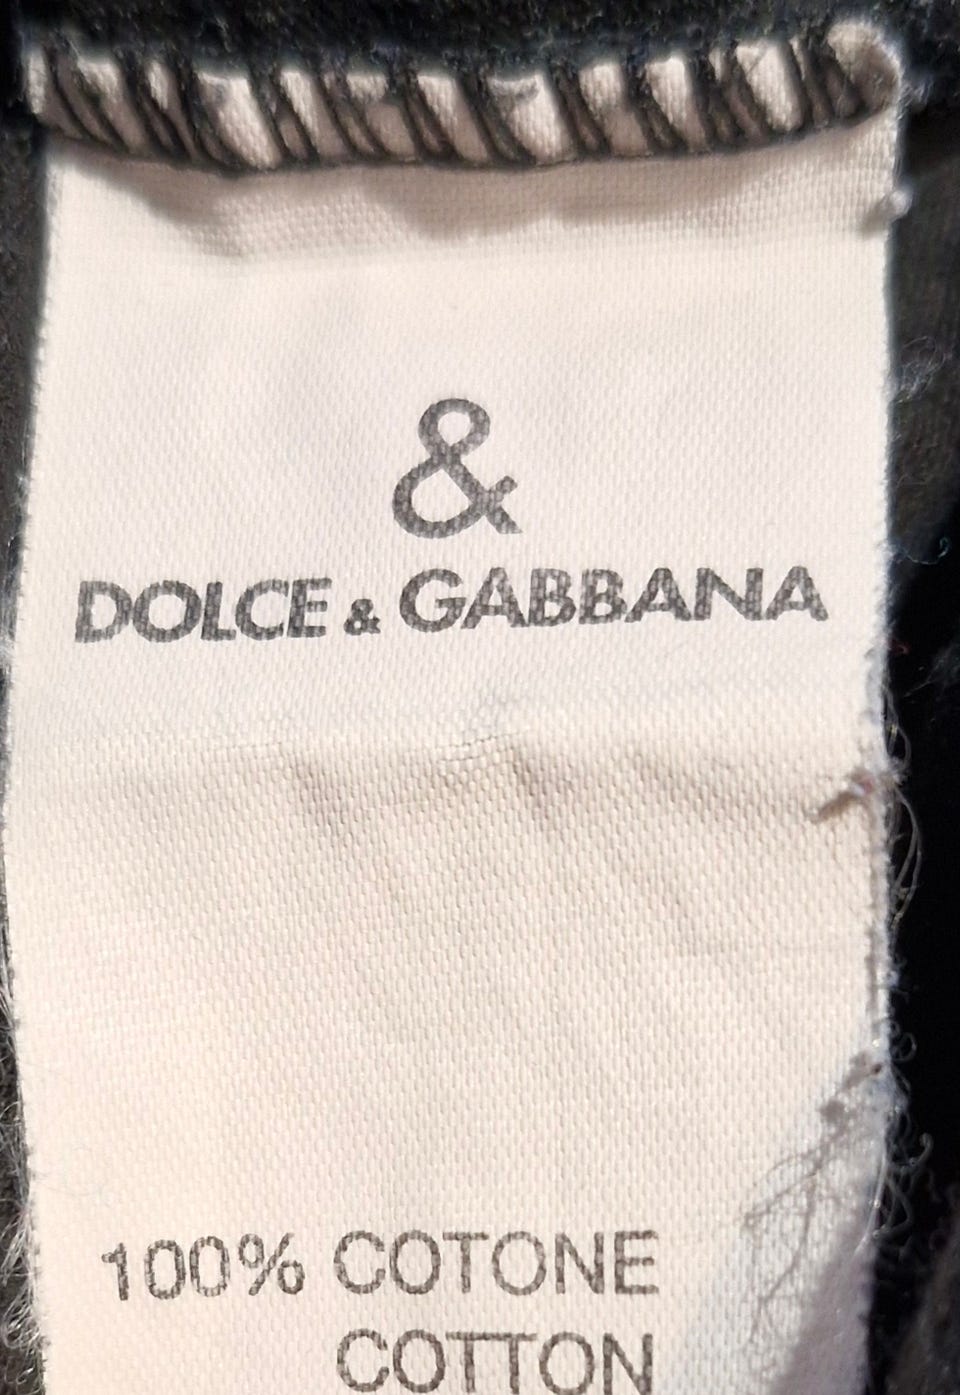 &
DOLCE & GABBANA
100% COTONE
COTTON